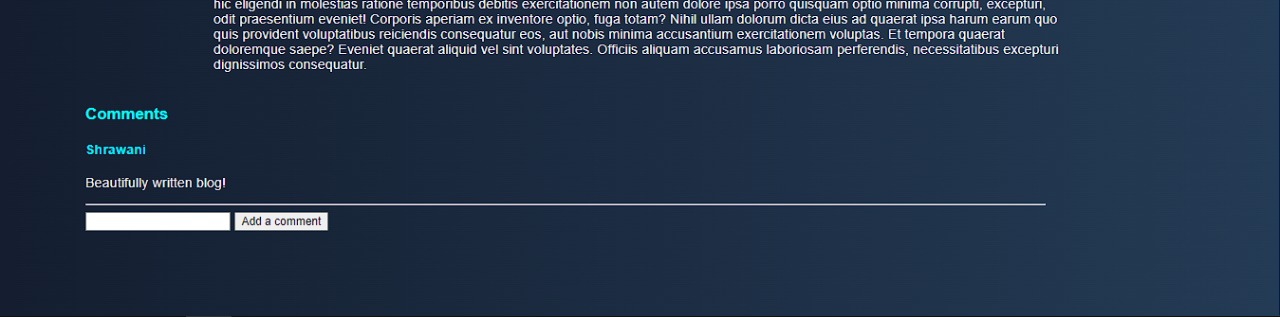 hic eligendi in molestias ratione temporibus debitis exercitationem non autem dolore ipsa porro quisquam optio minima corrupti, excepturi,
odit praesentium eveniet! Corporis aperiam ex inventore optio, fuga totam? Nihil ullam dolorum dicta eius ad quaerat ipsa harum earum quo
quis provident voluptatibus reiciendis consequatur eos, aut nobis minima accusantium exercitationem voluptas. Et tempora quaerat
doloremque saepe? Eveniet quaerat aliquid vel sint voluptates. Officiis aliquam accusamus laboriosam perferendis, necessitatibus excepturi
dignissimos consequatur.
Comments
Shrawani
Beautifully written blog!
Add a comment